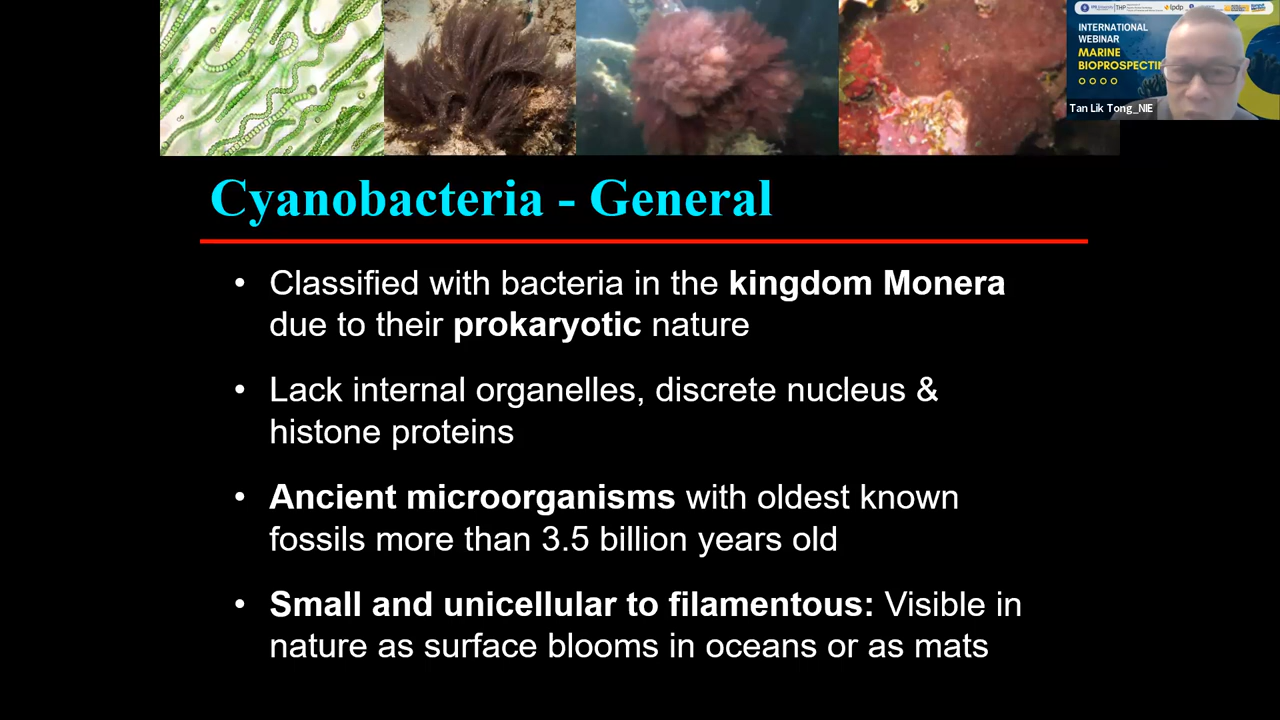 INTERNATIONAL
WEBINAR
MARINE
Tan Lik Tong_NIE
Cyanobacteria - General
• Classified with bacteria in the kingdom Monera
due to their prokaryotic nature
• Lack internal organelles, discrete nucleus &
histone proteins
• Ancient microorganisms with oldest known
fossils more than 3.5 billion years old
• Small and unicellular to filamentous: Visible in
nature as surface blooms in oceans or as mats